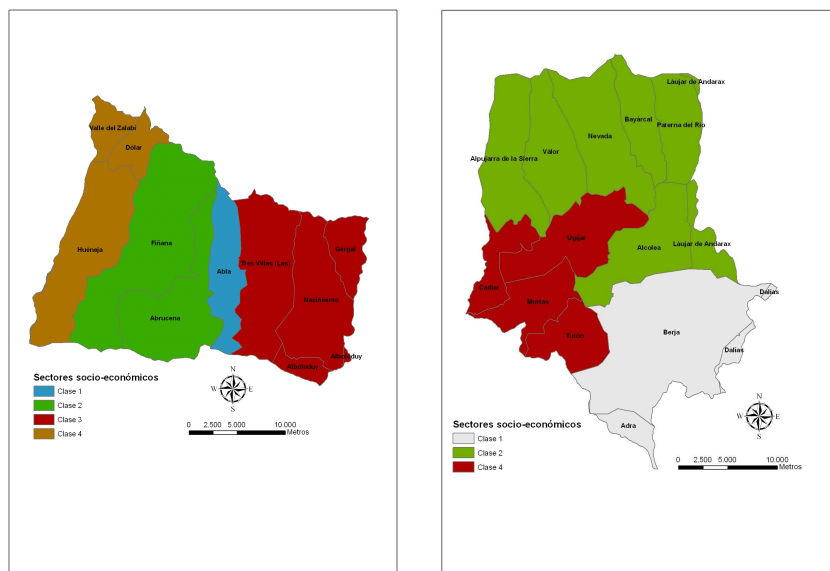 Valle del Zalabí
Dólar
Huéneja
Fiñana
Abla
Tres Villas (Las)
Gérgal
Nacimiento
Abrucena
Alboloduy
Alboloduy
Sectores socio-económicos
Clase 1
Clase 2
Clase 3
Clase 4
N
W E
S
0 2.500 5.000 10.000
Metros
Láujar de Andarax
Bayárcal
Paterna del Río
Nevada
Válor
Alpujarra de la Sierra
Ugíjar
Alcolea
Láujar de Andarax
Cádiar
Murtas
Turón
Berja
Dalías
Dalías
Adra
Sectores socio-económicos
Clase 1
Clase 2
Clase 4
N
W E
S
0 2.500 5.000 10.000
Metros